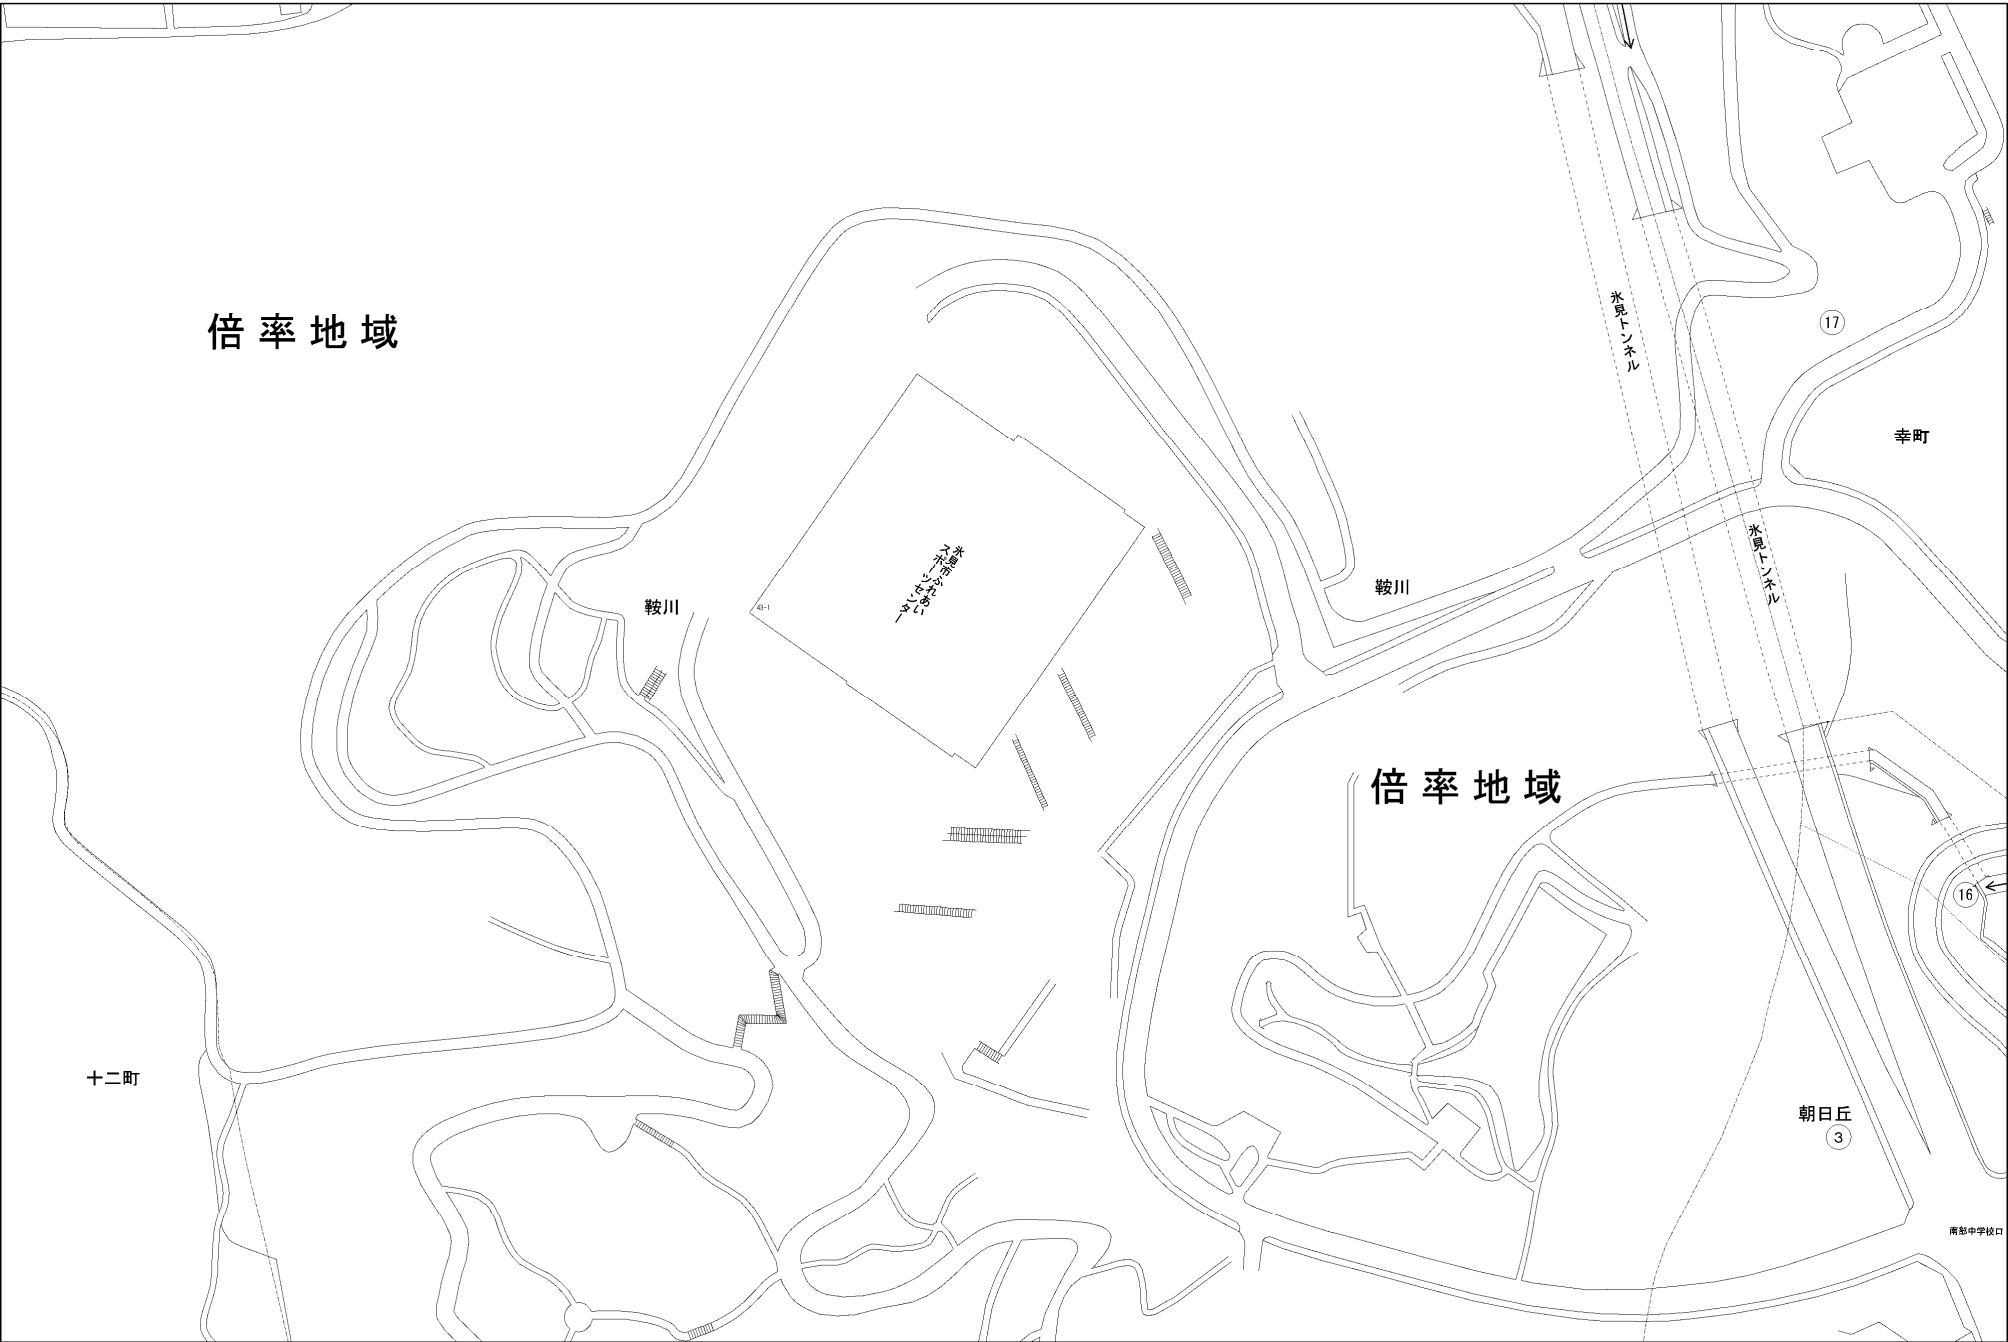 倍率地域
氷見トンネル
17
幸町
氷見トンネル
氷見市ふれあい
スポーツセンター
43-1
鞍川
鞍川
倍率地域
16
十二町
朝日丘
3
南部中学校口